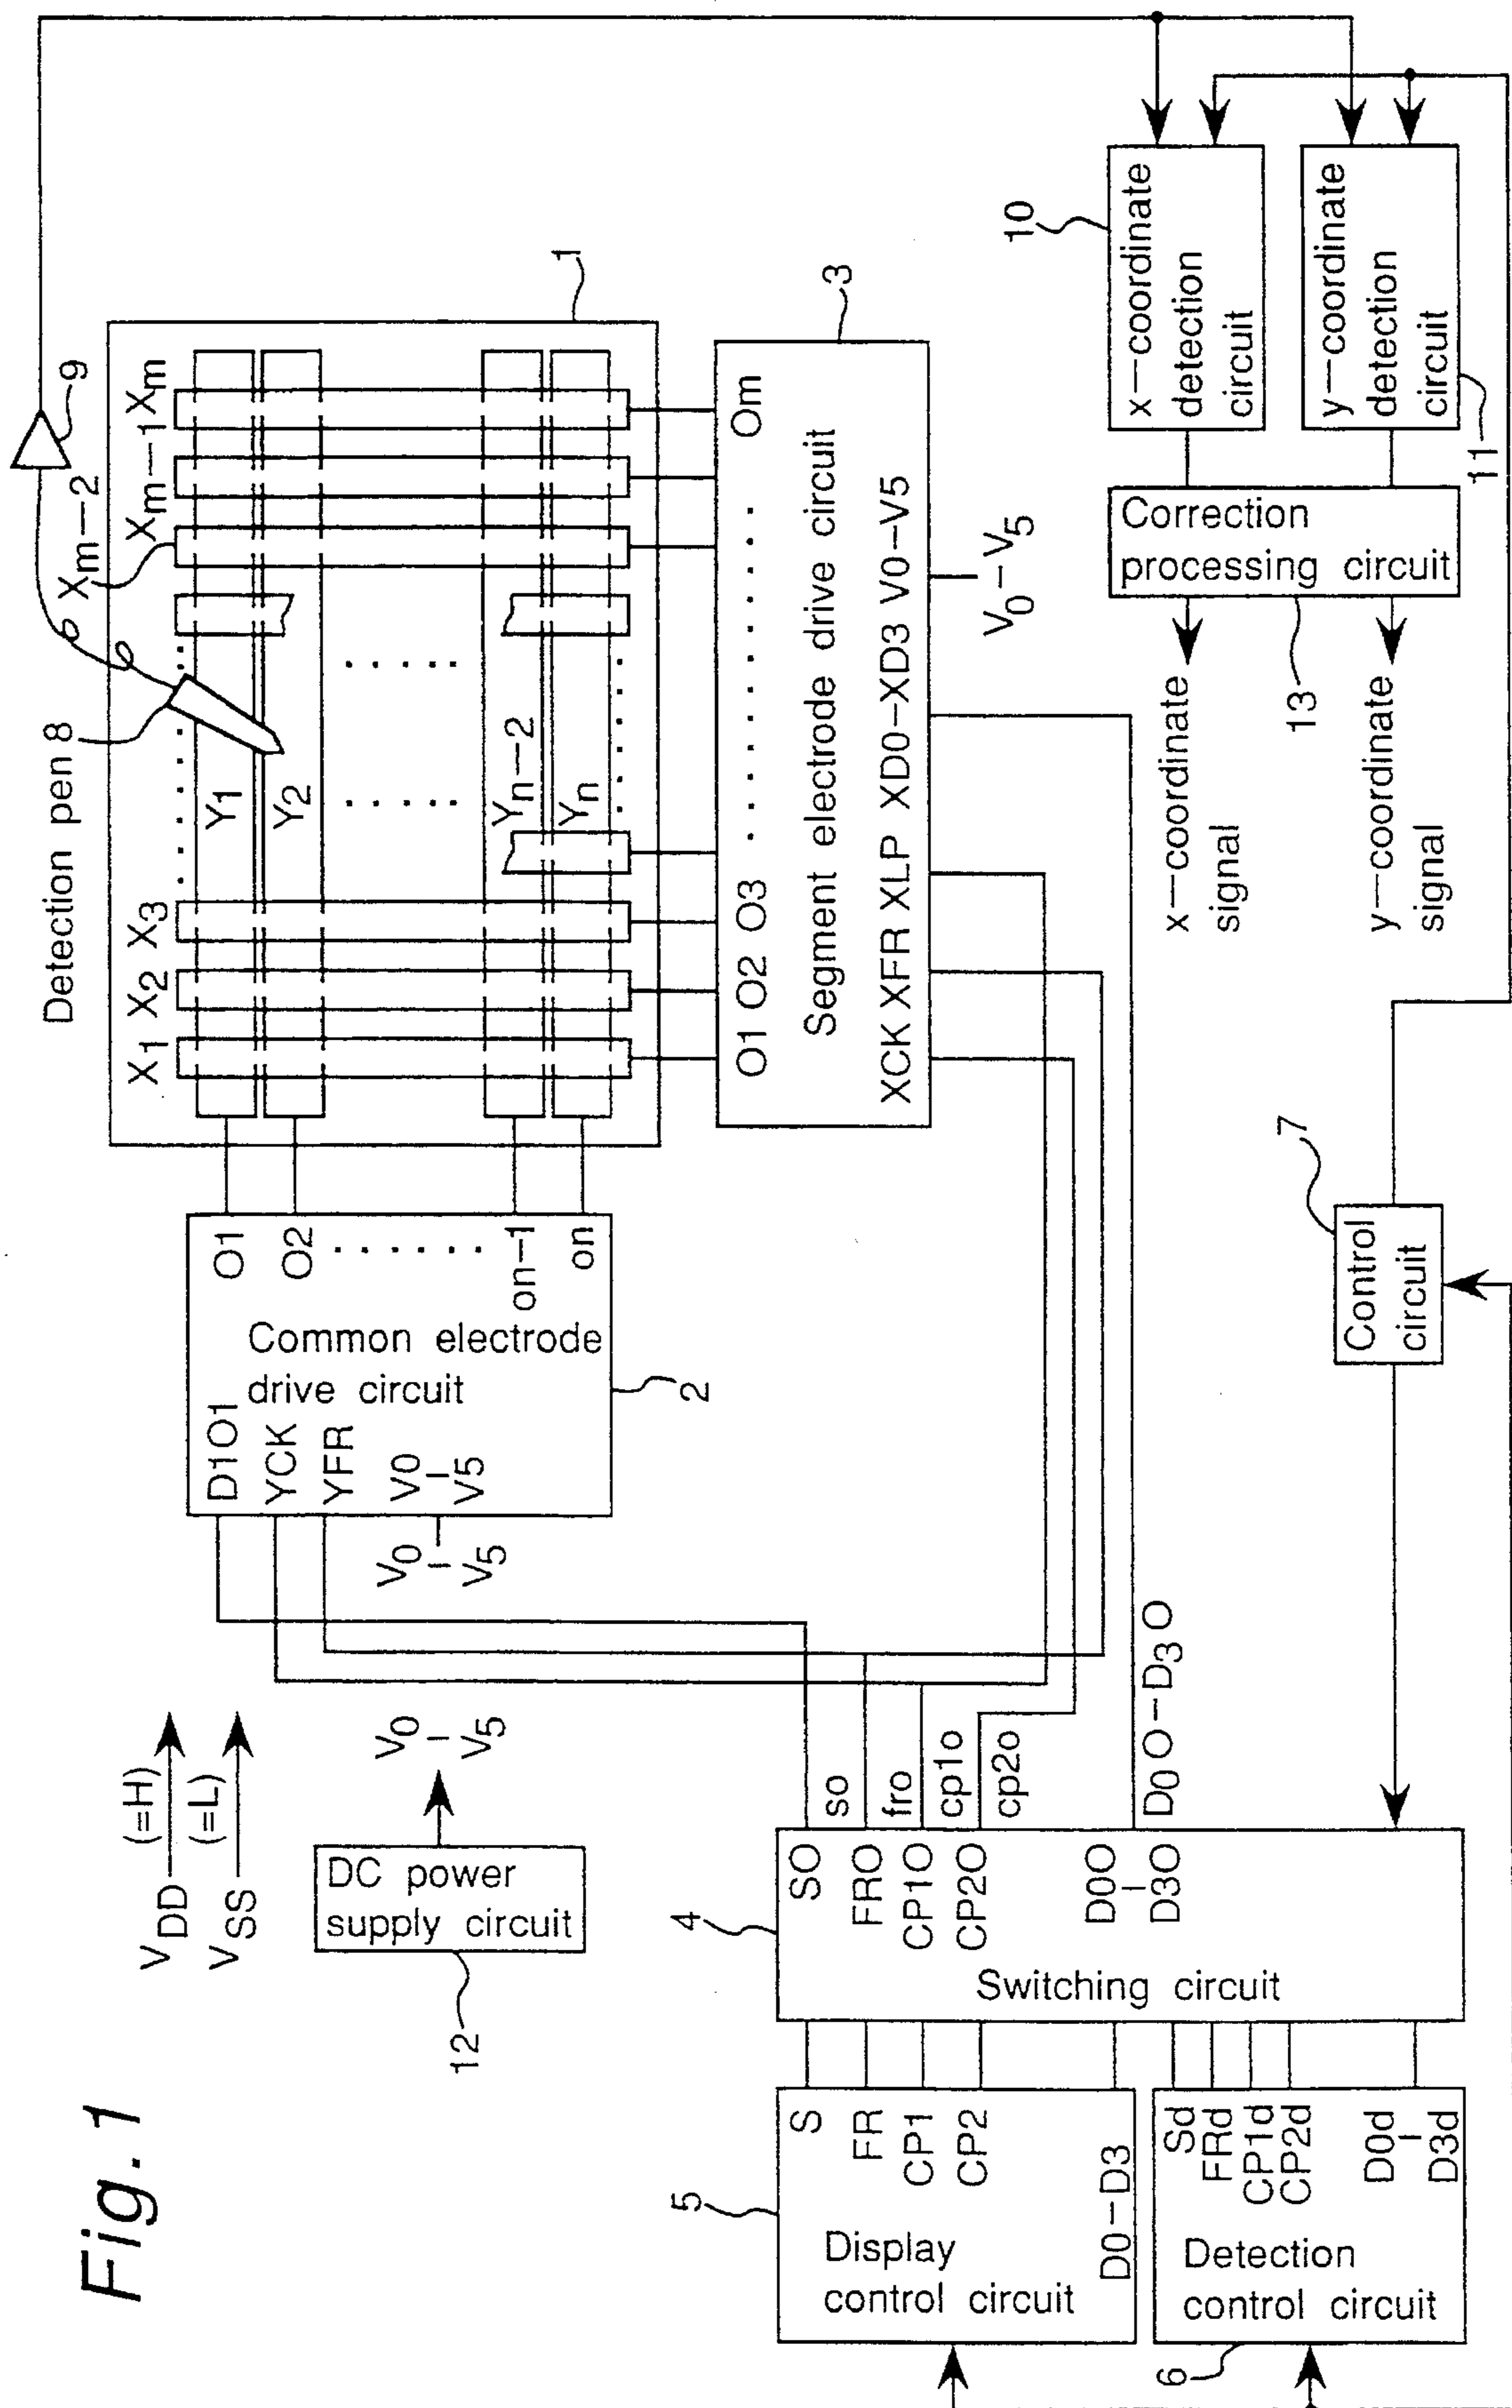 Fig. 1
VDD (=H)
VSS (=L)
DC power
supply circuit
12
V0
|
V5
Detection pen 8
9
1
X1 X2 X3 Xm-2 Xm-1 Xm
Y1
Y2
Yn-2
Yn
D1O1
YCK
YFR
V0
|
V5
V0
|
V5
O1
O2
on-1
on
Common electrode
drive circuit
2
O1 O2 O3 Om
Segment electrode drive circuit
XCK XFR XLP XD0-XD3 V0-V5
3
V0-V5
5
Display
control circuit
S
FR
CP1
CP2
D0-D3
6
Detection
control circuit
Sd
FRd
CP1d
CP2d
D0d
|
D3d
4
Switching circuit
SO
FRO
CP1O
CP2O
D0O
|
D3O
so
fro
cp1o
cp2o
D0O-D3O
7
Control
circuit
10
x-coordinate
detection
circuit
y-coordinate
detection
circuit
11
Correction
processing circuit
13
x-coordinate
signal
y-coordinate
signal